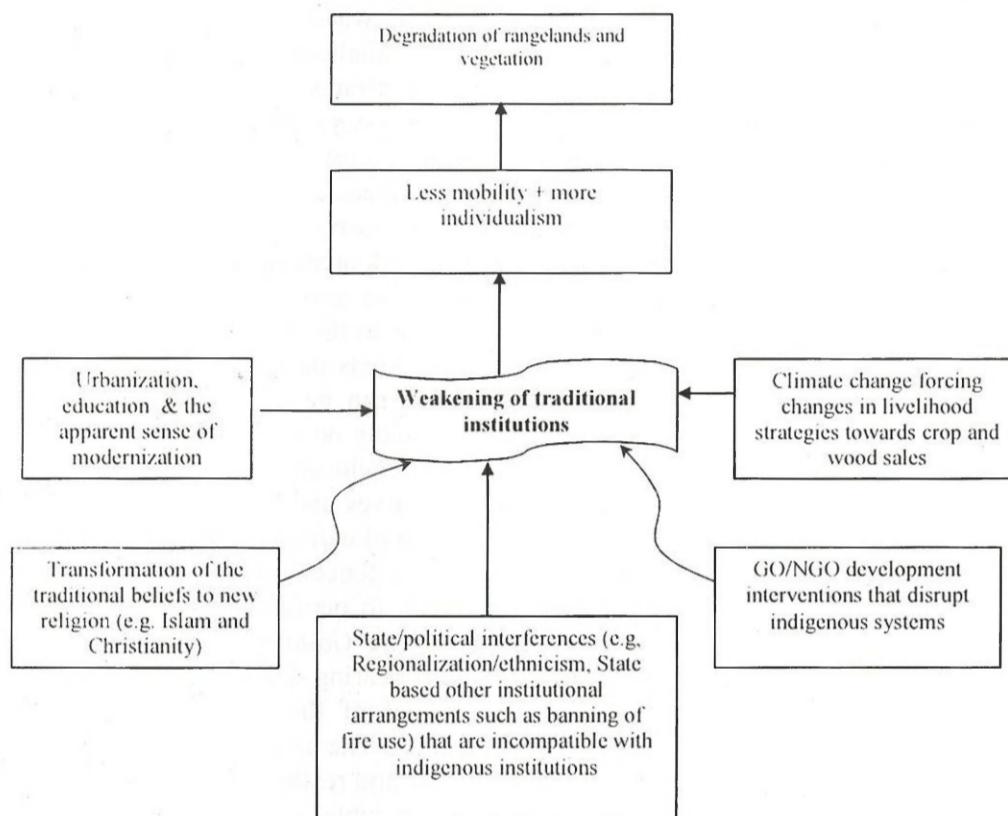 Degradation of rangelands and
vegetation
Less mobility + more
individualism
Urbanization,
education & the
apparent sense of
modernization
Weakening of traditional
institutions
Climate change forcing
changes in livelihood
strategies towards crop and
wood sales
Transformation of the
traditional beliefs to new
religion (e.g. Islam and
Christianity)
State/political interferences (e.g.
Regionalization/ethnicism, State
based other institutional
arrangements such as banning of
fire use) that are incompatible with
indigenous institutions
GO/NGO development
interventions that disrupt
indigenous systems